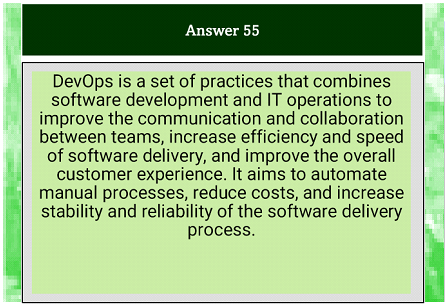 Answer 55
DevOps is a set of practices that combines
software development and IT operations to
improve the communication and collaboration
between teams, increase efficiency and speed
of software delivery, and improve the overall
customer experience. It aims to automate
manual processes, reduce costs, and increase
stability and reliability of the software delivery
process.